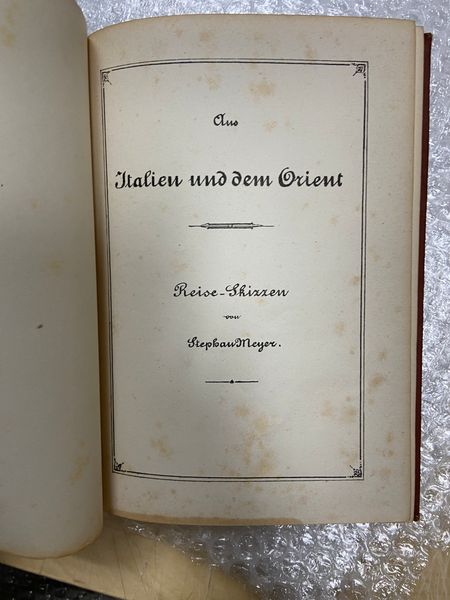 Aus
Italien und dem Orient
Reise-Skizzen
von
Stephan Meyer.